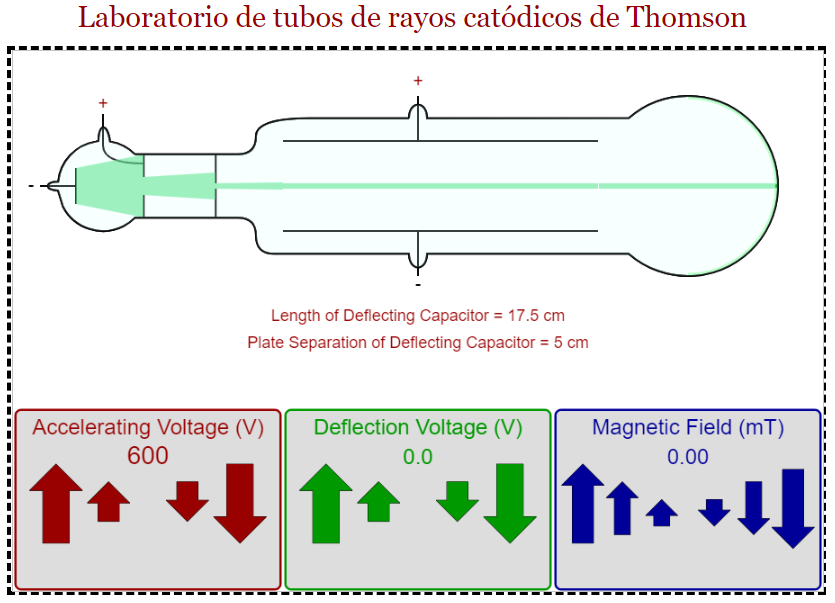 Laboratorio de tubos de rayos catódicos de Thomson
+
+
-
-
Length of Deflecting Capacitor = 17.5 cm
Plate Separation of Deflecting Capacitor = 5 cm
Accelerating Voltage (V)
600
Deflection Voltage (V)
0.0
Magnetic Field (mT)
0.00